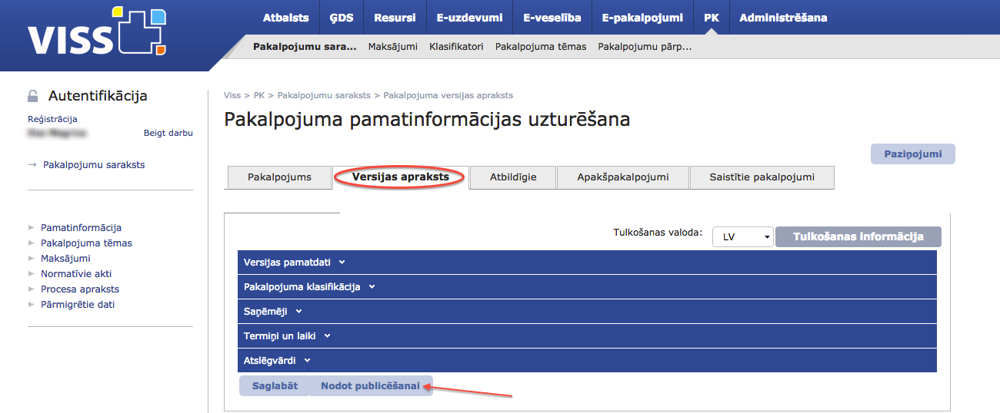 VISS
Atbalsts ĢDS Resursi E-uzdevumi E-veselība E-pakalpojumi PK Administrēšana
Pakalpojumu sara... Maksājumi Klasifikatori Pakalpojuma tēmas Pakalpojumu pārp...
Autentifikācija
Reģistrācija
Beigt darbu
→ Pakalpojumu saraksts
Pamatinformācija
Pakalpojuma tēmas
Maksājumi
Normatīvie akti
Procesa apraksts
Pārmigrētie dati
Viss > PK > Pakalpojumu saraksts > Pakalpojuma versijas apraksts
Pakalpojuma pamatinformācijas uzturēšana
Paziņojumi
Pakalpojums Versijas apraksts Atbildīgie Apakšpakalpojumi Saistītie pakalpojumi
Tulkošanas valoda: LV Tulkošanas informācija
Versijas pamatdati
Pakalpojuma klasifikācija
Saņēmēji
Termiņi un laiki
Atslēgvārdi
Saglabāt Nodot publicēšanai